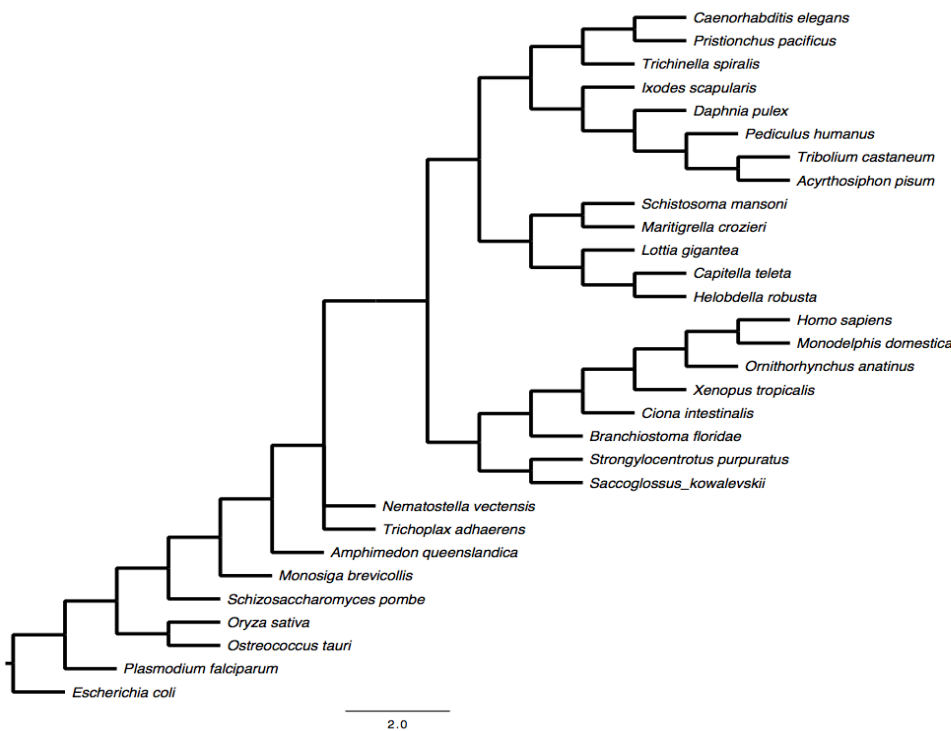 Caenorhabditis elegans
Pristionchus pacificus
Trichinella spiralis
Ixodes scapularis
Daphnia pulex
Pediculus humanus
Tribolium castaneum
Acyrthosiphon pisum
Schistosoma mansoni
Maritigrella crozieri
Lottia gigantea
Capitella teleta
Helobdella robusta
Homo sapiens
Monodelphis domestica
Ornithorhynchus anatinus
Xenopus tropicalis
Ciona intestinalis
Branchiostoma floridae
Strongylocentrotus purpuratus
Saccoglossus_kowalevskii
Nematostella vectensis
Trichoplax adhaerens
Amphimedon queenslandica
Monosiga brevicollis
Schizosaccharomyces pombe
Oryza sativa
Ostreococcus tauri
Plasmodium falciparum
Escherichia coli
2.0